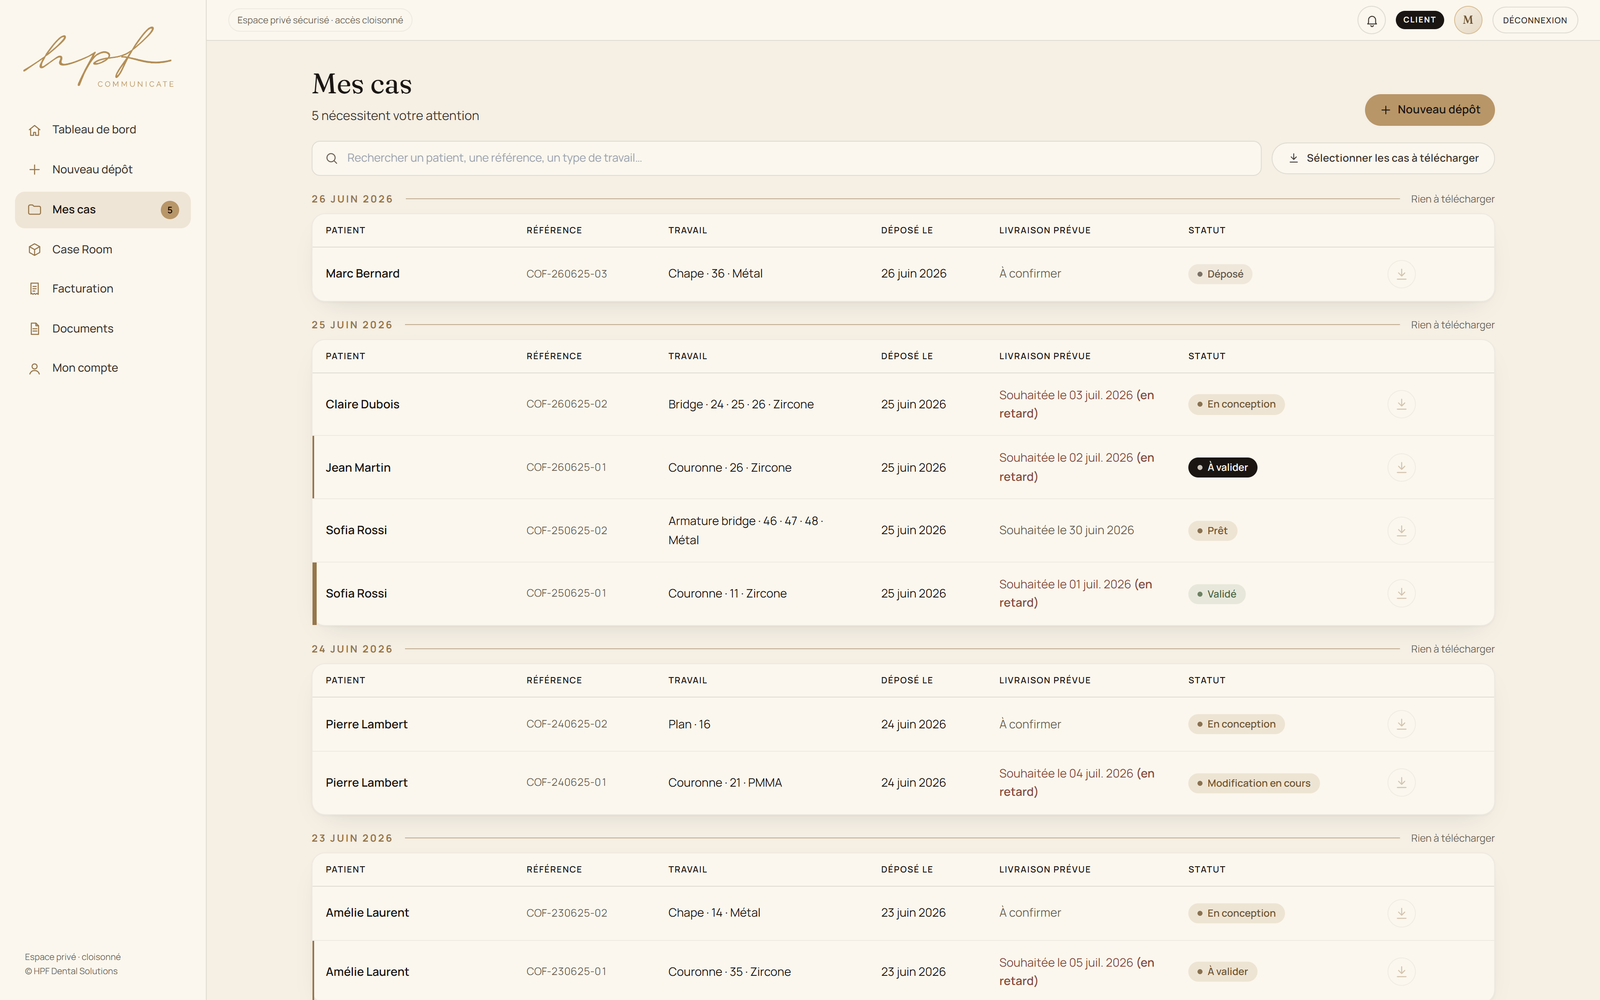 hpf
COMMUNICATE
Tableau de bord
Nouveau dépôt
Mes cas 5
Case Room
Facturation
Documents
Mon compte
Espace privé · cloisonné
© HPF Dental Solutions
Espace privé sécurisé · accès cloisonné
CLIENT M DÉCONNEXION
Mes cas
5 nécessitent votre attention
+ Nouveau dépôt
Rechercher un patient, une référence, un type de travail…
Sélectionner les cas à télécharger
26 JUIN 2026 Rien à télécharger
PATIENT RÉFÉRENCE TRAVAIL DÉPOSÉ LE LIVRAISON PRÉVUE STATUT
Marc Bernard COF-260625-03 Chape · 36 · Métal 26 juin 2026 À confirmer Déposé
25 JUIN 2026 Rien à télécharger
PATIENT RÉFÉRENCE TRAVAIL DÉPOSÉ LE LIVRAISON PRÉVUE STATUT
Claire Dubois COF-260625-02 Bridge · 24 · 25 · 26 · Zircone 25 juin 2026 Souhaitée le 03 juil. 2026 (en
retard) En conception
Jean Martin COF-260625-01 Couronne · 26 · Zircone 25 juin 2026 Souhaitée le 02 juil. 2026 (en
retard) À valider
Sofia Rossi COF-250625-02 Armature bridge · 46 · 47 · 48 ·
Métal 25 juin 2026 Souhaitée le 30 juin 2026 Prêt
Sofia Rossi COF-250625-01 Couronne · 11 · Zircone 25 juin 2026 Souhaitée le 01 juil. 2026 (en
retard) Validé
24 JUIN 2026 Rien à télécharger
PATIENT RÉFÉRENCE TRAVAIL DÉPOSÉ LE LIVRAISON PRÉVUE STATUT
Pierre Lambert COF-240625-02 Plan · 16 24 juin 2026 À confirmer En conception
Pierre Lambert COF-240625-01 Couronne · 21 · PMMA 24 juin 2026 Souhaitée le 04 juil. 2026 (en
retard) Modification en cours
23 JUIN 2026 Rien à télécharger
PATIENT RÉFÉRENCE TRAVAIL DÉPOSÉ LE LIVRAISON PRÉVUE STATUT
Amélie Laurent COF-230625-02 Chape · 14 · Métal 23 juin 2026 À confirmer En conception
Amélie Laurent COF-230625-01 Couronne · 35 · Zircone 23 juin 2026 Souhaitée le 05 juil. 2026 (en
retard) À valider